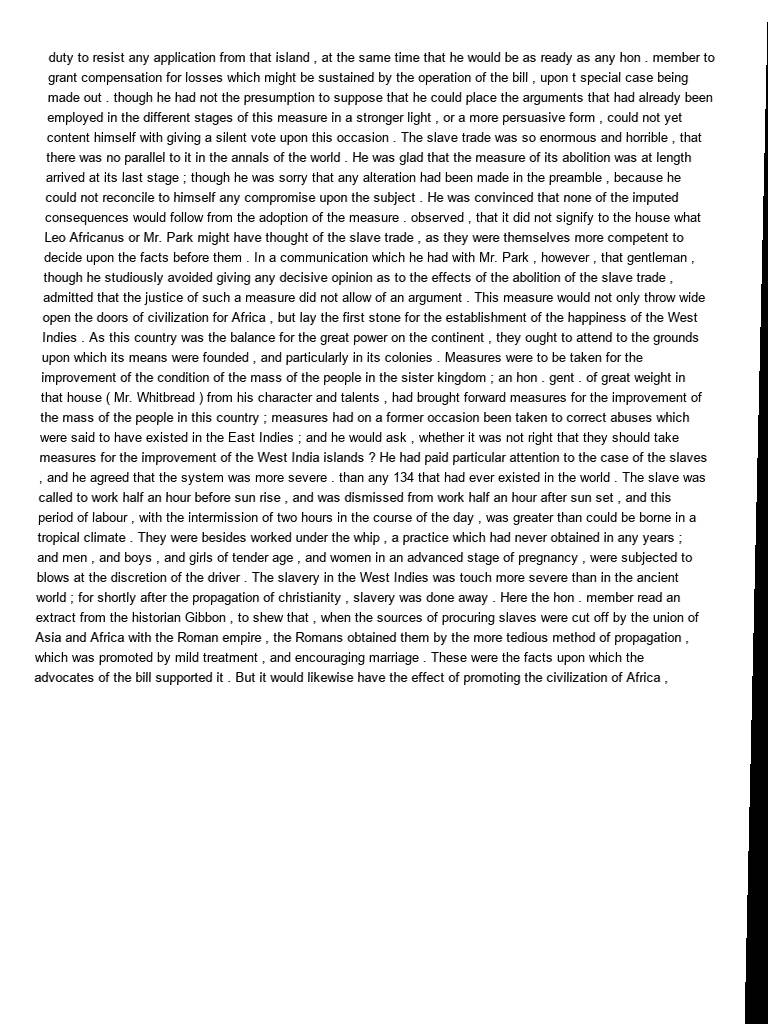 duty to resist any application from that island , at the same time that he would be as ready as any hon . member to
grant compensation for losses which might be sustained by the operation of the bill , upon t special case being
made out . though he had not the presumption to suppose that he could place the arguments that had already been
employed in the different stages of this measure in a stronger light , or a more persuasive form , could not yet
content himself with giving a silent vote upon this occasion . The slave trade was so enormous and horrible , that
there was no parallel to it in the annals of the world . He was glad that the measure of its abolition was at length
arrived at its last stage ; though he was sorry that any alteration had been made in the preamble , because he
could not reconcile to himself any compromise upon the subject . He was convinced that none of the imputed
consequences would follow from the adoption of the measure . observed , that it did not signify to the house what
Leo Africanus or Mr. Park might have thought of the slave trade , as they were themselves more competent to
decide upon the facts before them . In a communication which he had with Mr. Park , however , that gentleman ,
though he studiously avoided giving any decisive opinion as to the effects of the abolition of the slave trade ,
admitted that the justice of such a measure did not allow of an argument . This measure would not only throw wide
open the doors of civilization for Africa , but lay the first stone for the establishment of the happiness of the West
Indies . As this country was the balance for the great power on the continent , they ought to attend to the grounds
upon which its means were founded , and particularly in its colonies . Measures were to be taken for the
improvement of the condition of the mass of the people in the sister kingdom ; an hon . gent . of great weight in
that house ( Mr. Whitbread ) from his character and talents , had brought forward measures for the improvement of
the mass of the people in this country ; measures had on a former occasion been taken to correct abuses which
were said to have existed in the East Indies ; and he would ask , whether it was not right that they should take
measures for the improvement of the West India islands ? He had paid particular attention to the case of the slaves
, and he agreed that the system was more severe . than any 134 that had ever existed in the world . The slave was
called to work half an hour before sun rise , and was dismissed from work half an hour after sun set , and this
period of labour , with the intermission of two hours in the course of the day , was greater than could be borne in a
tropical climate . They were besides worked under the whip , a practice which had never obtained in any years ;
and men , and boys , and girls of tender age , and women in an advanced stage of pregnancy , were subjected to
blows at the discretion of the driver . The slavery in the West Indies was touch more severe than in the ancient
world ; for shortly after the propagation of christianity , slavery was done away . Here the hon . member read an
extract from the historian Gibbon , to shew that , when the sources of procuring slaves were cut off by the union of
Asia and Africa with the Roman empire , the Romans obtained them by the more tedious method of propagation ,
which was promoted by mild treatment , and encouraging marriage . These were the facts upon which the
advocates of the bill supported it . But it would likewise have the effect of promoting the civilization of Africa ,